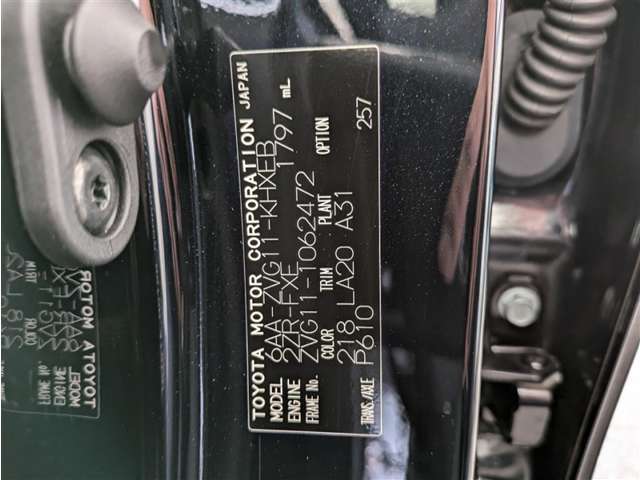 TOYOTA MOTOR CORPORATION JAPAN
MODEL 6AA-ZVG11-KHXEB
ENGINE 2ZR-FXE 1797 mL
FRAME No. ZVG11-1062472
COLOR TRIM PLANT OPTION
218 LA20 A31 257
TRANS/AXLE P610